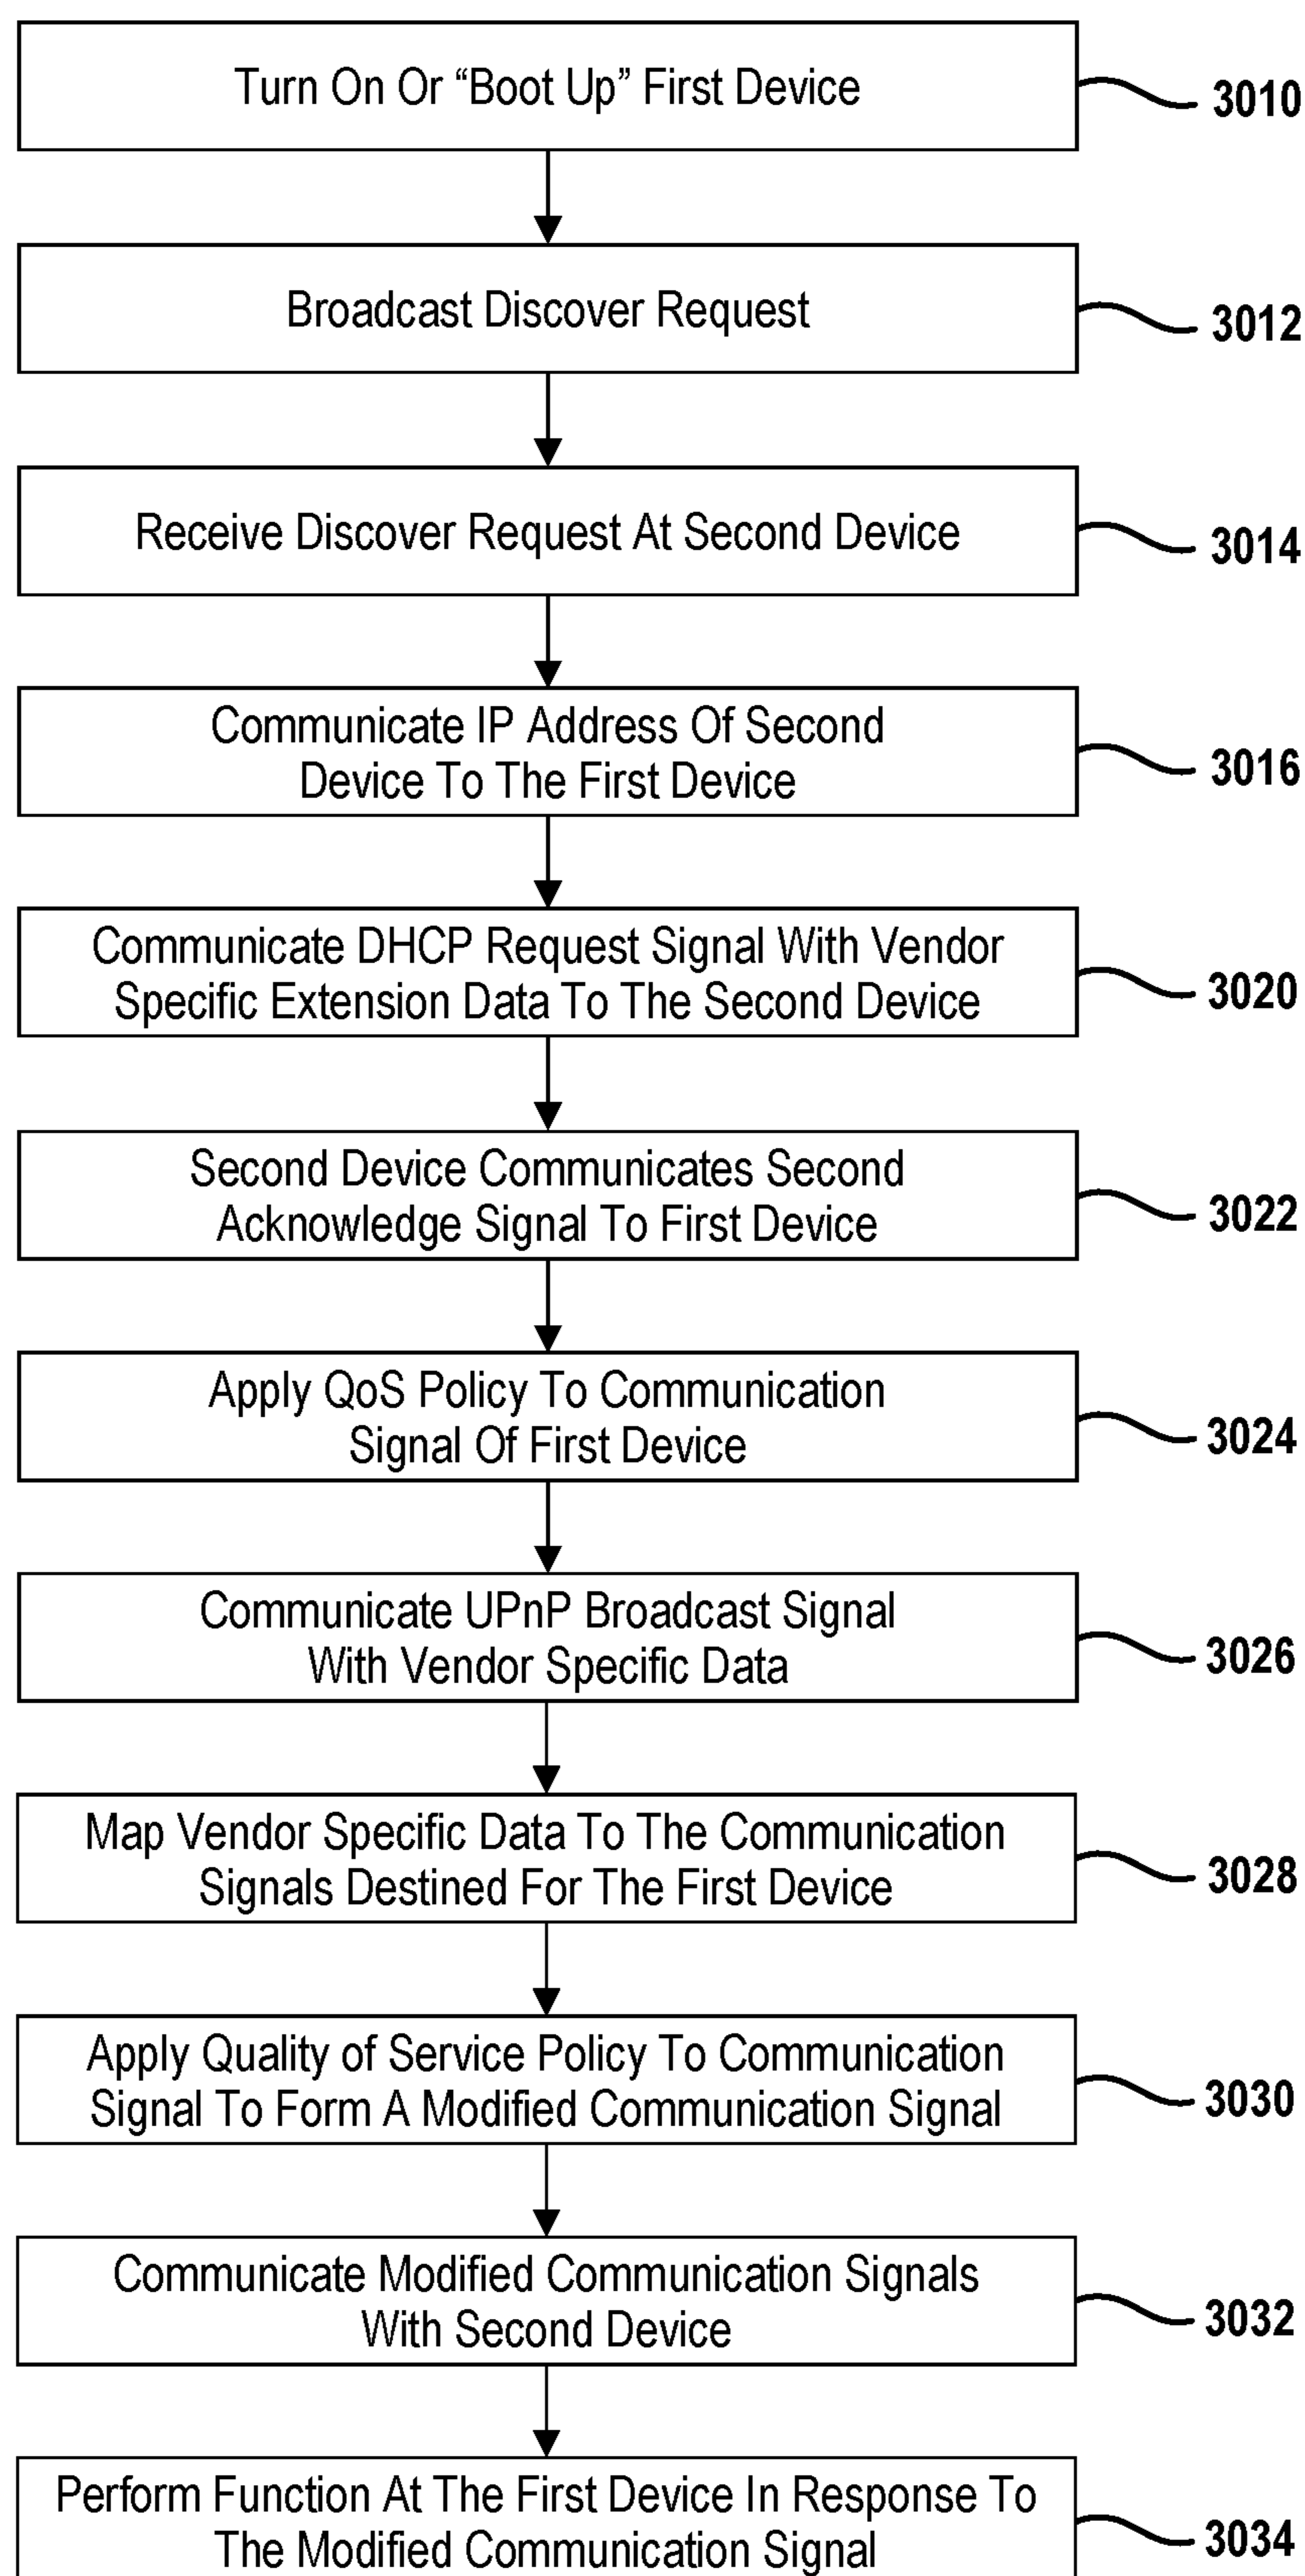 Turn On Or “Boot Up” First Device
3010
Broadcast Discover Request
3012
Receive Discover Request At Second Device
3014
Communicate IP Address Of Second
Device To The First Device
3016
Communicate DHCP Request Signal With Vendor
Specific Extension Data To The Second Device
3020
Second Device Communicates Second
Acknowledge Signal To First Device
3022
Apply QoS Policy To Communication
Signal Of First Device
3024
Communicate UPnP Broadcast Signal
With Vendor Specific Data
3026
Map Vendor Specific Data To The Communication
Signals Destined For The First Device
3028
Apply Quality of Service Policy To Communication
Signal To Form A Modified Communication Signal
3030
Communicate Modified Communication Signals
With Second Device
3032
Perform Function At The First Device In Response To
The Modified Communication Signal
3034